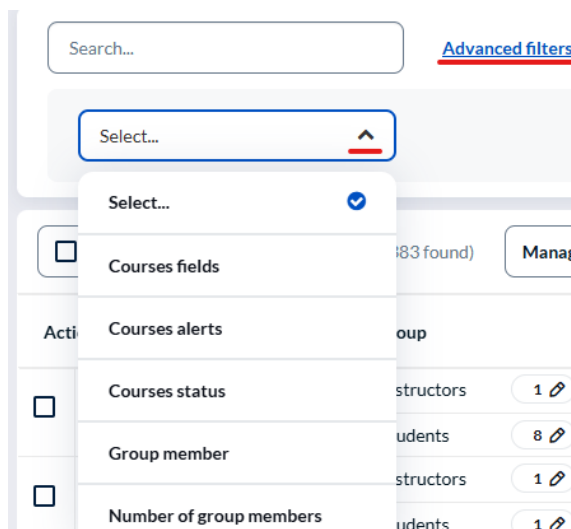 Search...
Advanced filters
Select...
Select...
383 found)
Manag
Courses fields
Acti
oup
Courses alerts
Courses status
structors
1
udents
8
Group member
structors
1
Number of group members
udents
1